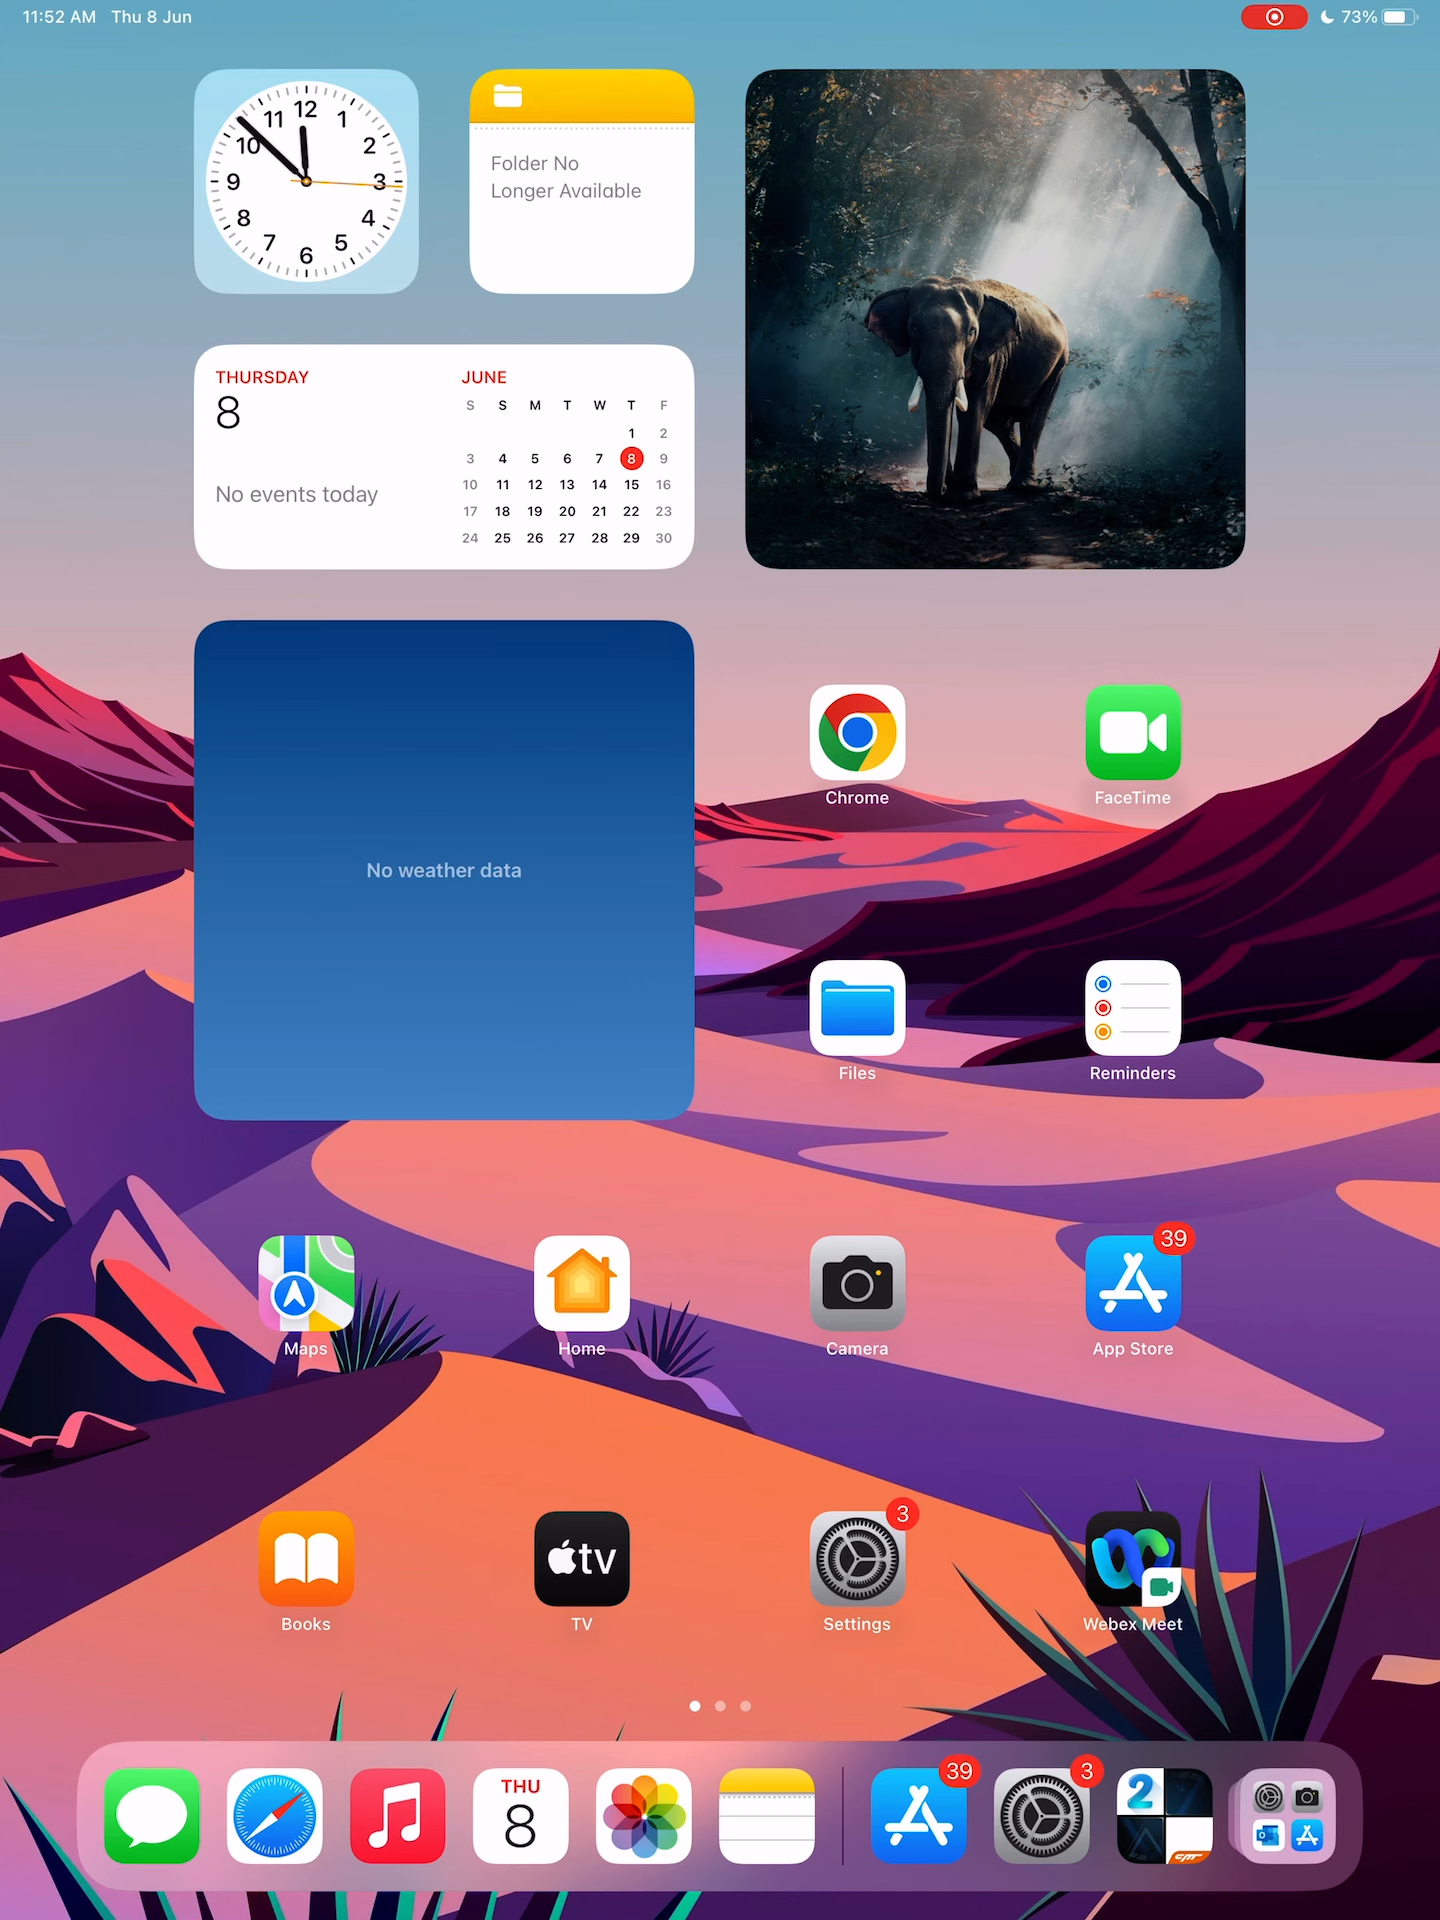 11:52 AM Thu 8 Jun
73%
12
11 1
10 2
9 3
8 4
7 5
6
Folder No
Longer Available
THURSDAY
8
No events today
JUNE
S S M T W T F
1 2
3 4 5 6 7 8 9
10 11 12 13 14 15 16
17 18 19 20 21 22 23
24 25 26 27 28 29 30
No weather data
Chrome
FaceTime
Files
Reminders
39
Maps
Home
Camera
App Store
tv
3
Books
TV
Settings
Webex Meet
THU
8
39
3
2